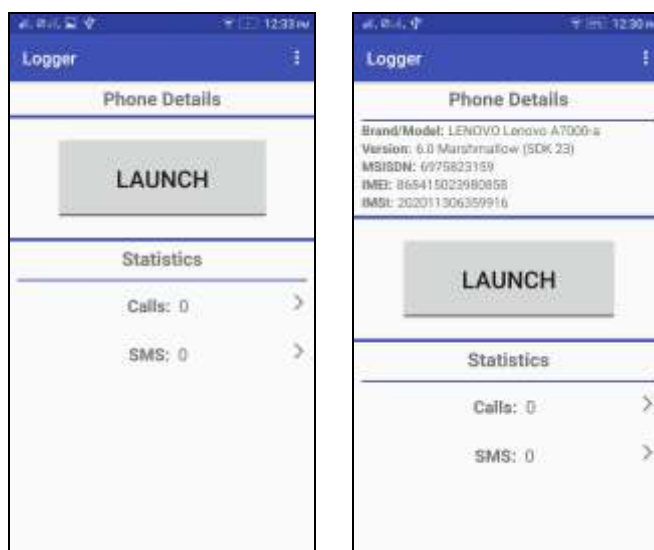 12:33 PM
Logger
Phone Details
LAUNCH
Statistics
Calls: 0
SMS: 0
12:30
Logger
Phone Details
Brand/Model: LENOVO Lenovo A7000-a
Version: 6.0 Marshmallow (SDK 23)
MSISDN: 6975823159
IMEI: 865415023980858
IMSI: 202011306359916
LAUNCH
Statistics
Calls: 0
SMS: 0